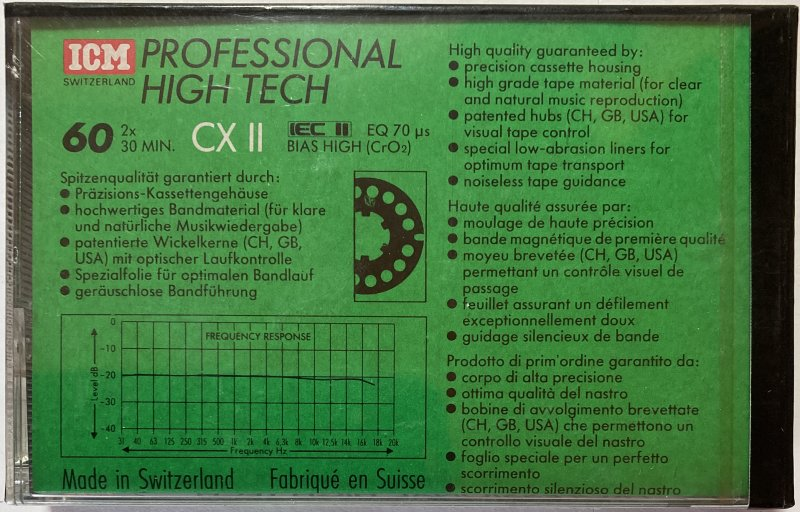 ICM
SWITZERLAND
PROFESSIONAL
HIGH TECH
60 2x
30 MIN.
CX II
IEC II EQ 70 µs
BIAS HIGH (CrO2)
Spitzenqualität garantiert durch:
● Präzisions-Kassettengehäuse
● hochwertiges Bandmaterial (für klare
und natürliche Musikwiedergabe)
● patentierte Wickelkerne (CH, GB,
USA) mit optischer Laufkontrolle
● Spezialfolie für optimalen Bandlauf
● geräuschlose Bandführung
FREQUENCY RESPONSE
Level dB
0
-10
-20
-30
-40
31 40 63 125 250 315 500 1k 2k 4k 6,3k 8k 10k 12,5k 14k 16k 18k 20k
Frequency Hz
Made in Switzerland Fabriqué en Suisse
High quality guaranteed by:
● precision cassette housing
● high grade tape material (for clear
and natural music reproduction)
● patented hubs (CH, GB, USA) for
visual tape control
● special low-abrasion liners for
optimum tape transport
● noiseless tape guidance
Haute qualité assurée par:
● moulage de haute précision
● bande magnétique de première qualité
● moyeu brevetée (CH, GB, USA)
permettant un contrôle visuel de
passage
● feuillet assurant un défilement
exceptionnellement doux
● guidage silencieux de bande
Prodotto di prim'ordine garantito da:
● corpo di alta precisione
● ottima qualità del nastro
● bobine di avvolgimento brevettate
(CH, GB, USA) che permettono un
controllo visuale del nastro
● foglio speciale per un perfetto
scorrimento
● scorrimento silenzioso del nastro